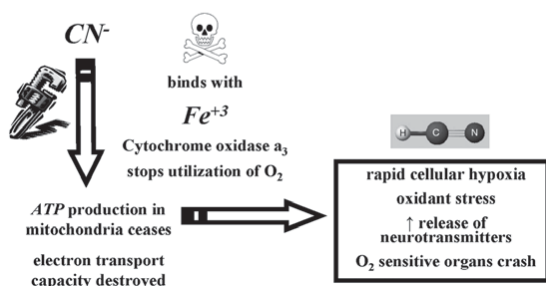 CN-
binds with
Fe+3
Cytochrome oxidase a3
stops utilization of O2
ATP production in
mitochondria ceases
electron transport
capacity destroyed
H C N
rapid cellular hypoxia
oxidant stress
↑ release of
neurotransmitters
O2 sensitive organs crash